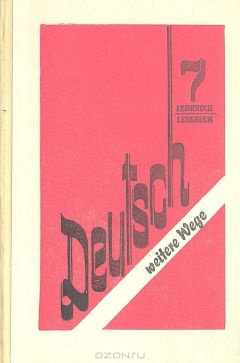 7
LEHRBUCH
LESEBUCH
Deutsch
weitere Wege
OZON.ru